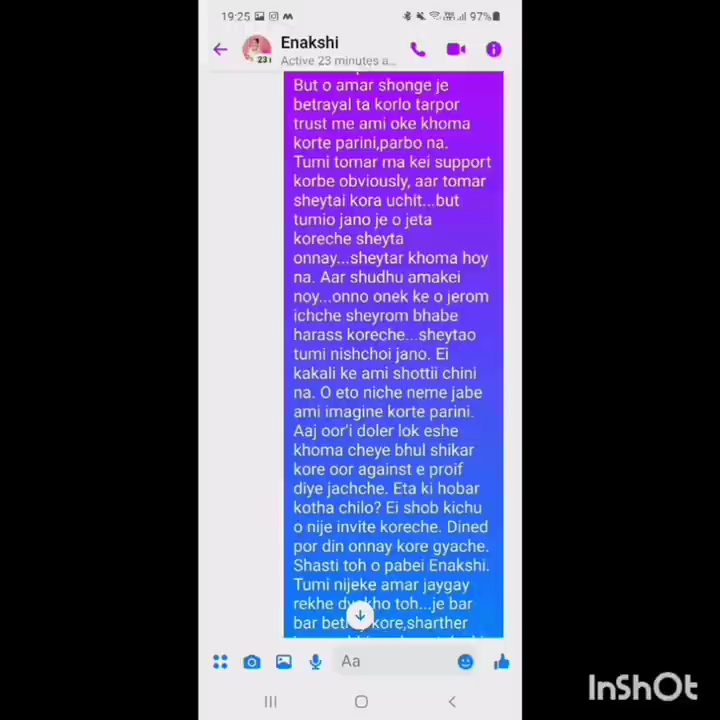 19:25
97%
Enakshi
Active 23 minutes a...
23 i
But o amar shonge je
betrayal ta korlo tarpor
trust me ami oke khoma
korte parini,parbo na.
Tumi tomar ma kei support
korbe obviously, aar tomar
sheytai kora uchit...but
tumio jano je o jeta
koreche sheyta
onnay...sheytar khoma hoy
na. Aar shudhu amakei
noy...onno onek ke o jerom
ichche sheyrom bhabe
harass koreche...sheytao
tumi nishchoi jano. Ei
kakali ke ami shottii chini
na. O eto niche neme jabe
ami imagine korte parini.
Aaj oor'i doler lok eshe
khoma cheye bhul shikar
kore oor against e proif
diye jachche. Eta ki hobar
kotha chilo? Ei shob kichu
o nije invite koreche. Dined
por din onnay kore gyache.
Shasti toh o pabei Enakshi.
Tumi nijeke amar jaygay
rekhe toh...je bar
bar kore,sharther
Aa
InShOt